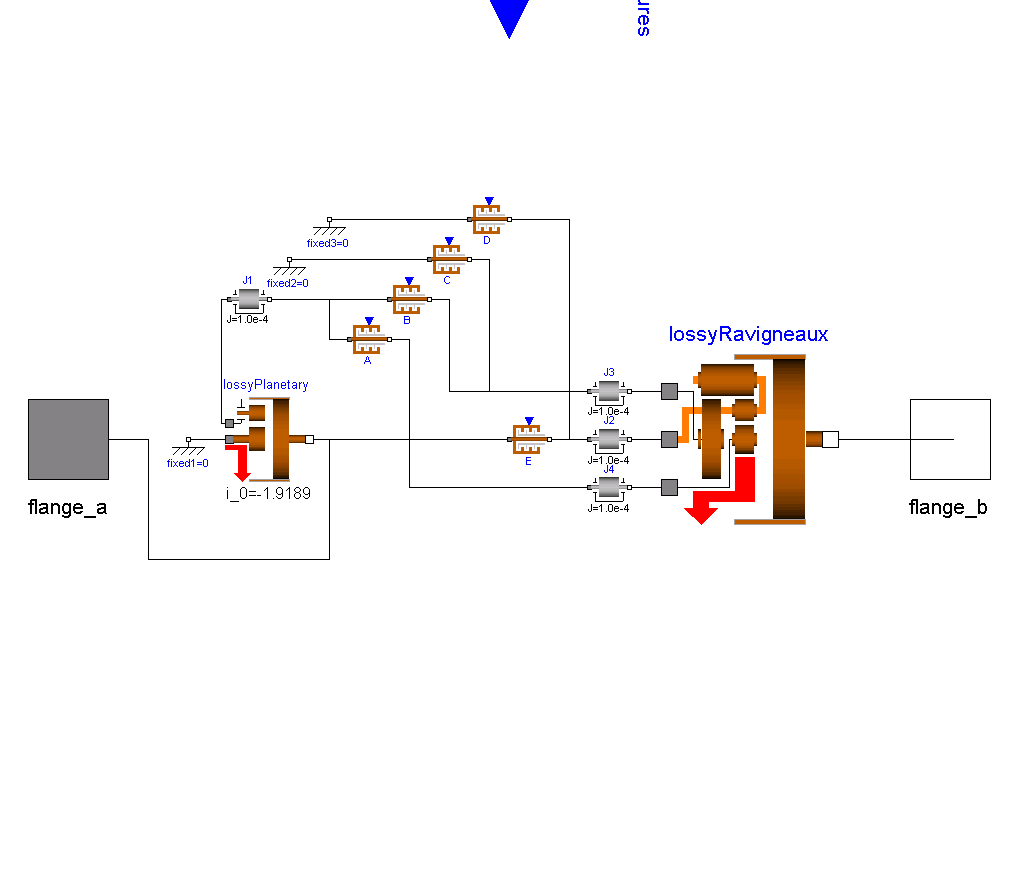 ures
D
fixed3=0
C
J1
fixed2=0
B
J=1.0e-4
lossyRavigneaux
A
J3
lossyPlanetary
J=1.0e-4
J2
fixed1=0
E
J=1.0e-4
J4
i_0=-1.9189
flange_a
J=1.0e-4
flange_b